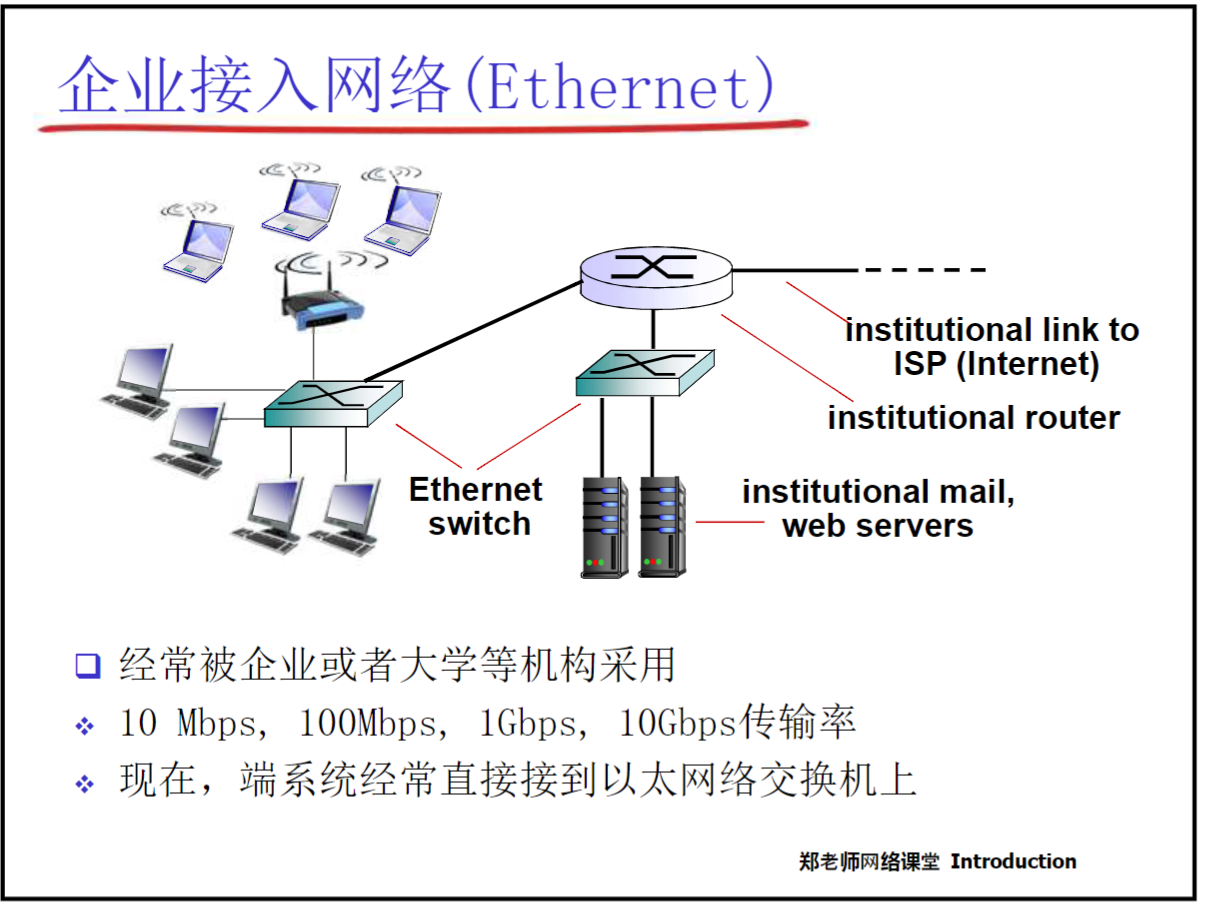 企业接入网络(Ethernet)
institutional link to
ISP (Internet)
institutional router
Ethernet
switch
institutional mail,
web servers
经常被企业或者大学等机构采用
10 Mbps, 100Mbps, 1Gbps, 10Gbps传输率
现在，端系统经常直接接到以太网络交换机上
郑老师网络课堂 Introduction